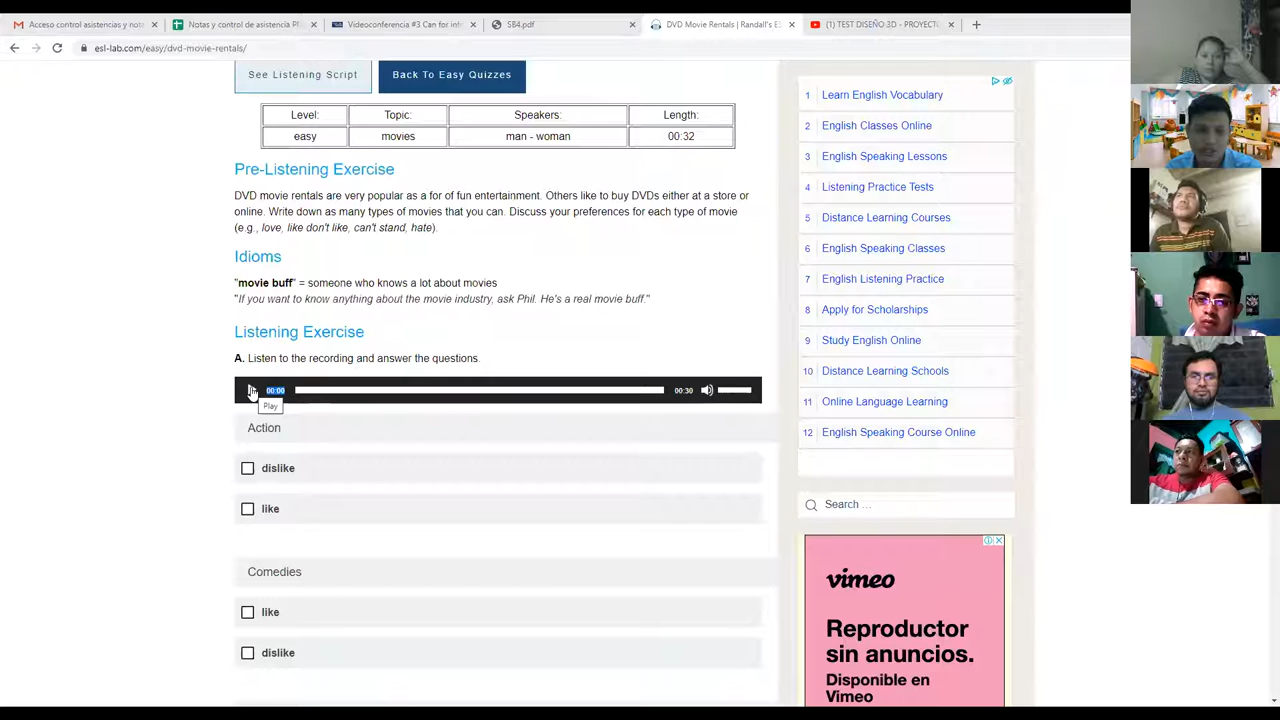 Acceso control asistencias y nota
Notas y control de asistencia PI
Videoconferencia #3 Can for info
SB4.pdf
DVD Movie Rentals | Randall's ES
(1) TEST DISEÑO 3D - PROYECTO
esl-lab.com/easy/dvd-movie-rentals/
See Listening Script
Back To Easy Quizzes
Level: Topic: Speakers: Length:
easy movies man - woman 00:32
Pre-Listening Exercise
DVD movie rentals are very popular as a for of fun entertainment. Others like to buy DVDs either at a store or
online. Write down as many types of movies that you can. Discuss your preferences for each type of movie
(e.g., love, like don't like, can't stand, hate).
Idioms
"movie buff" = someone who knows a lot about movies
"If you want to know anything about the movie industry, ask Phil. He's a real movie buff."
Listening Exercise
A. Listen to the recording and answer the questions.
00:00
00:30
Play
Action
dislike
like
Comedies
like
dislike
1 Learn English Vocabulary
2 English Classes Online
3 English Speaking Lessons
4 Listening Practice Tests
5 Distance Learning Courses
6 English Speaking Classes
7 English Listening Practice
8 Apply for Scholarships
9 Study English Online
10 Distance Learning Schools
11 Online Language Learning
12 English Speaking Course Online
Search …
vimeo
Reproductor
sin anuncios.
Disponible en
Vimeo